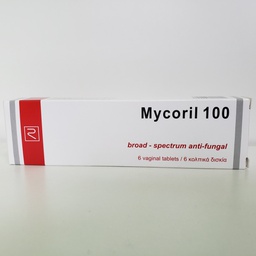 Mycoril 100
broad - spectrum anti-fungal
6 vaginal tablets / 6 κολπικά δισκία